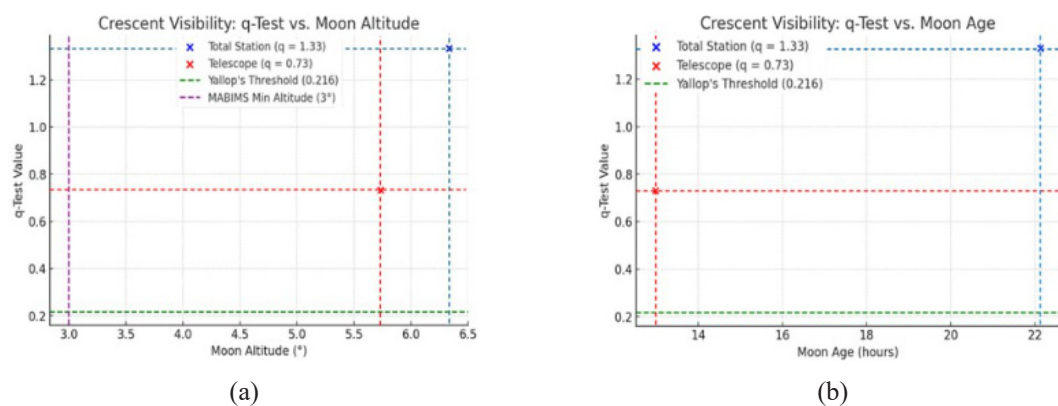 Crescent Visibility: q-Test vs. Moon Altitude
Total Station (q = 1.33)
Telescope (q = 0.73)
Yallop's Threshold (0.216)
MABIMS Min Altitude (3°)
q-Test Value
1.2
1.0
0.8
0.6
0.4
0.2
3.0 3.5 4.0 4.5 5.0 5.5 6.0 6.5
Moon Altitude (°)
(a)
Crescent Visibility: q-Test vs. Moon Age
Total Station (q = 1.33)
Telescope (q = 0.73)
Yallop's Threshold (0.216)
q-Test Value
1.2
1.0
0.8
0.6
0.4
0.2
14 16 18 20 22
Moon Age (hours)
(b)